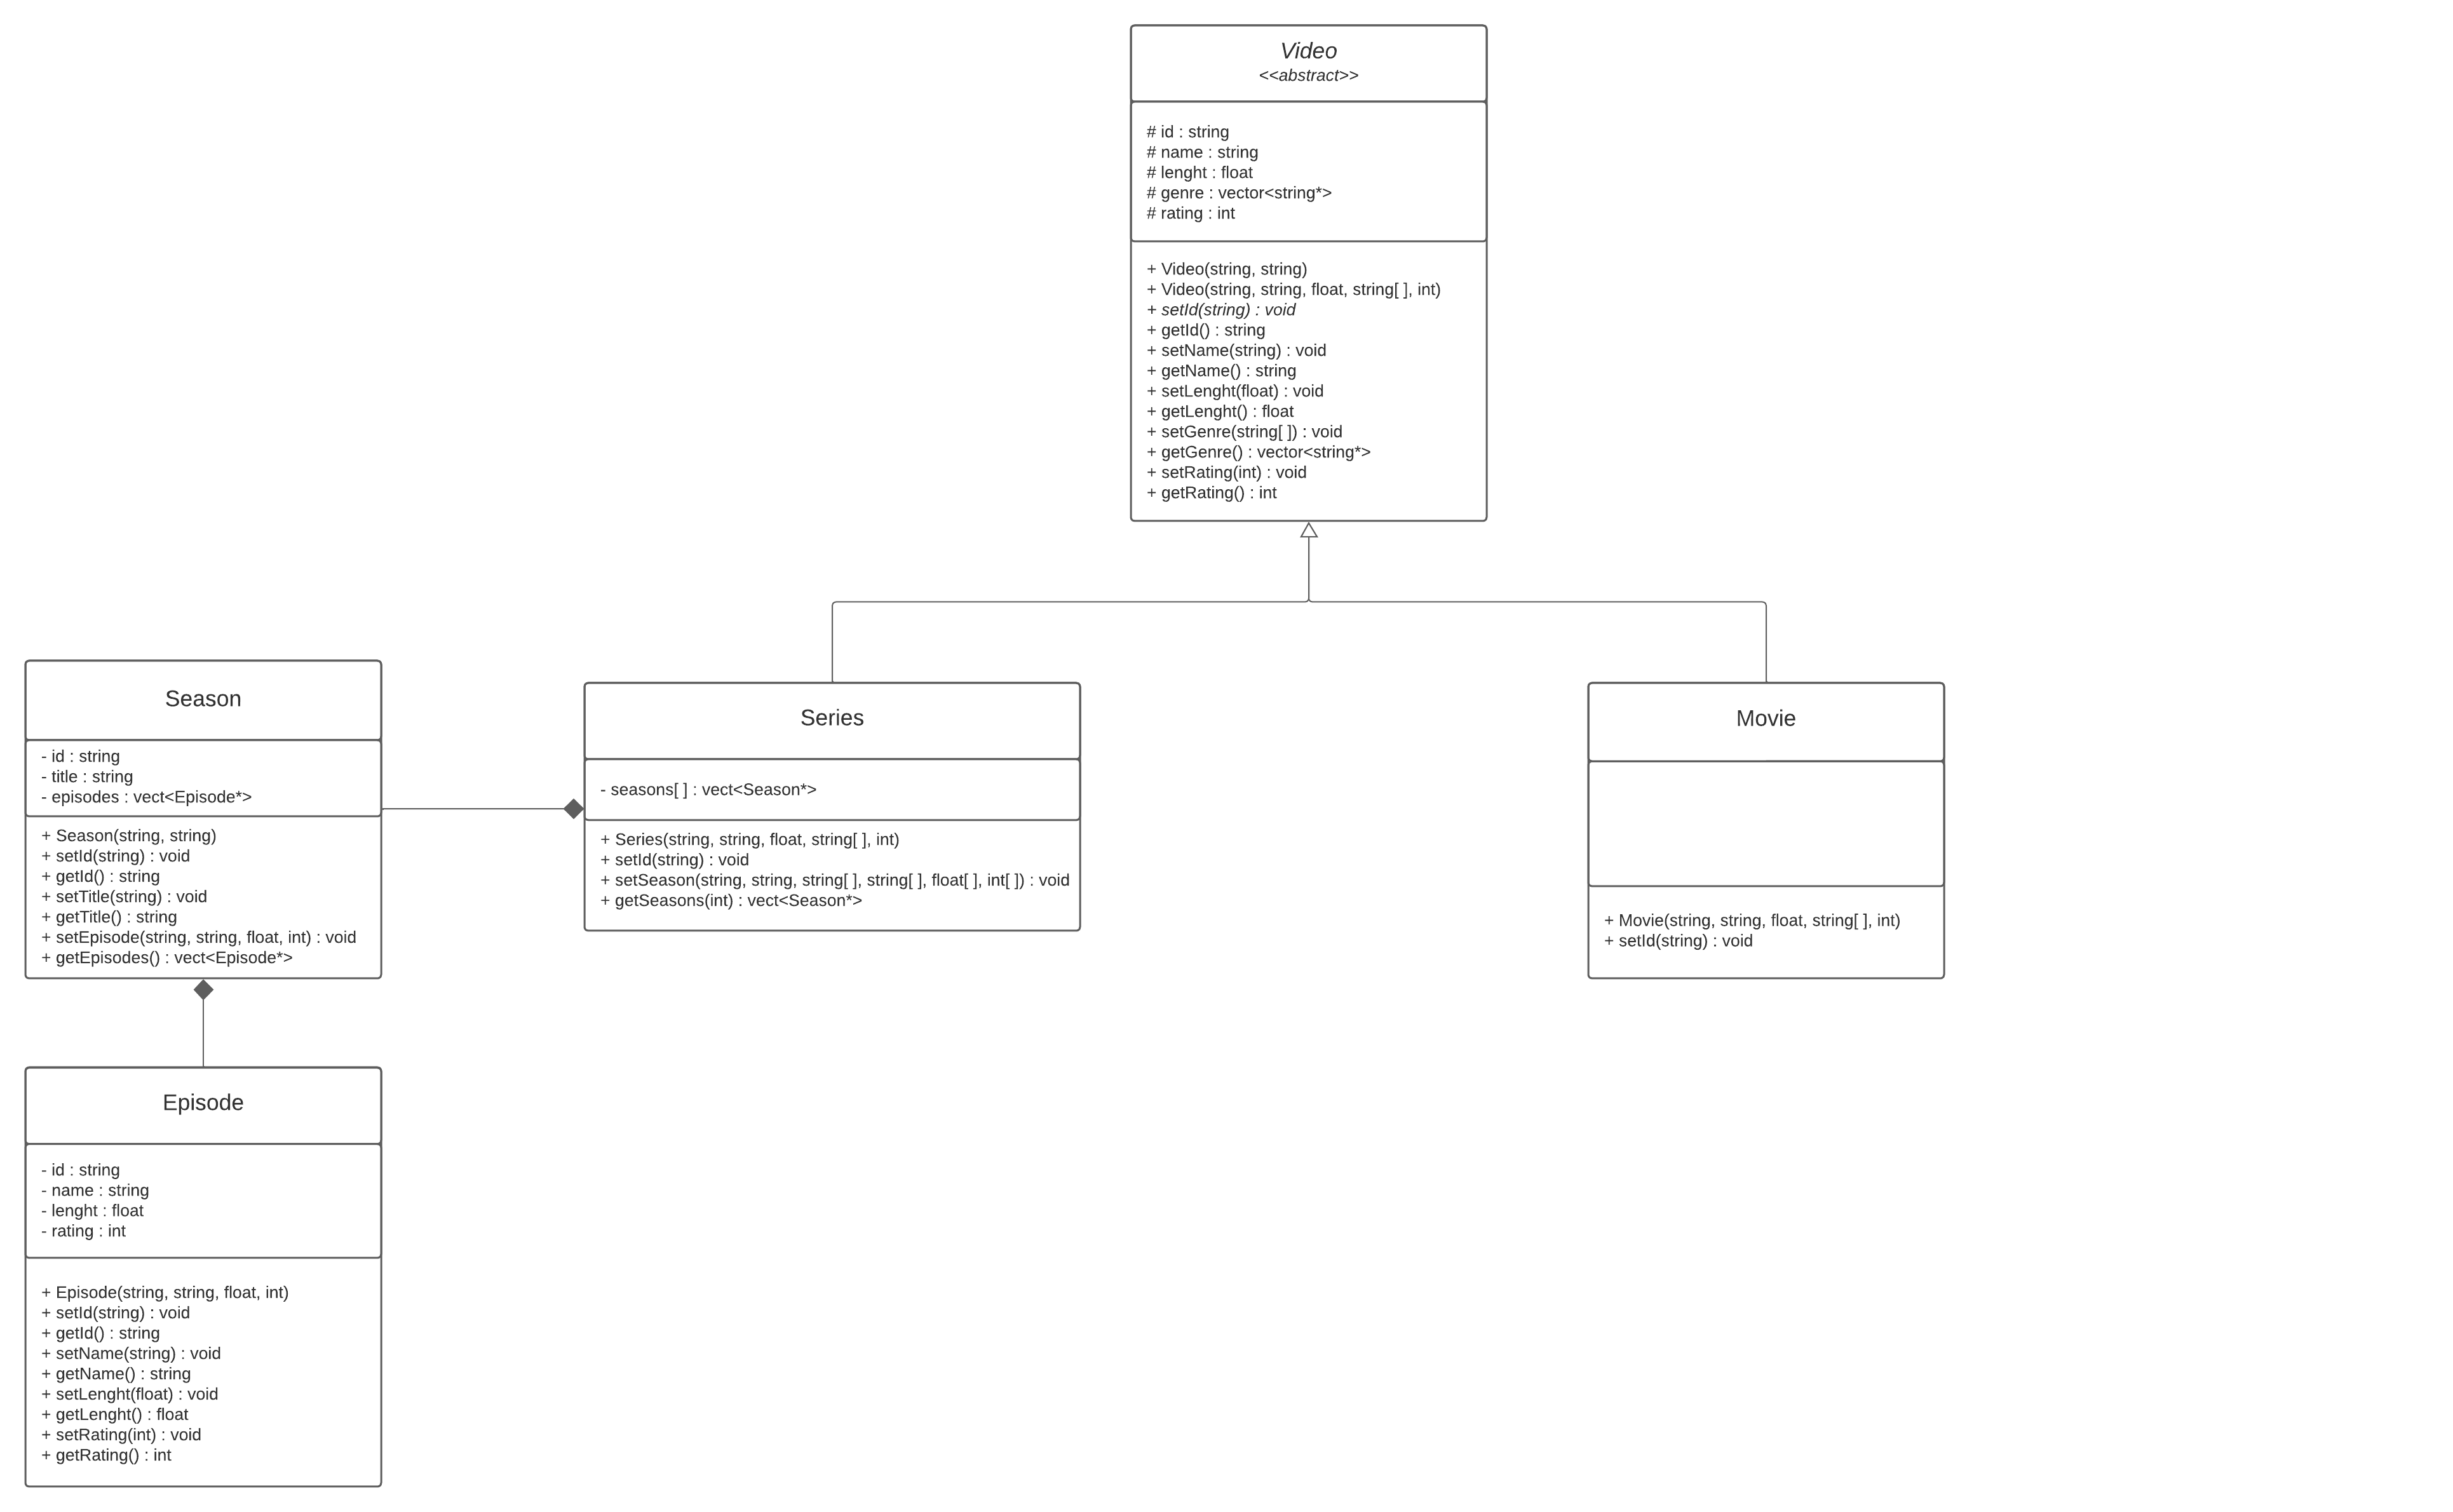 Video
<<abstract>>
# id : string
# name : string
# lenght : float
# genre : vector<string*>
# rating : int
+ Video(string, string)
+ Video(string, string, float, string[ ], int)
+ setId(string) : void
+ getId() : string
+ setName(string) : void
+ getName() : string
+ setLenght(float) : void
+ getLenght() : float
+ setGenre(string[ ]) : void
+ getGenre() : vector<string*>
+ setRating(int) : void
+ getRating() : int
Season
- id : string
- title : string
- episodes : vect<Episode*>
+ Season(string, string)
+ setId(string) : void
+ getId() : string
+ setTitle(string) : void
+ getTitle() : string
+ setEpisode(string, string, float, int) : void
+ getEpisodes() : vect<Episode*>
Series
- seasons[ ] : vect<Season*>
+ Series(string, string, float, string[ ], int)
+ setId(string) : void
+ setSeason(string, string, string[ ], string[ ], float[ ], int[ ]) : void
+ getSeasons(int) : vect<Season*>
Movie
+ Movie(string, string, float, string[ ], int)
+ setId(string) : void
Episode
- id : string
- name : string
- lenght : float
- rating : int
+ Episode(string, string, float, int)
+ setId(string) : void
+ getId() : string
+ setName(string) : void
+ getName() : string
+ setLenght(float) : void
+ getLenght() : float
+ setRating(int) : void
+ getRating() : int